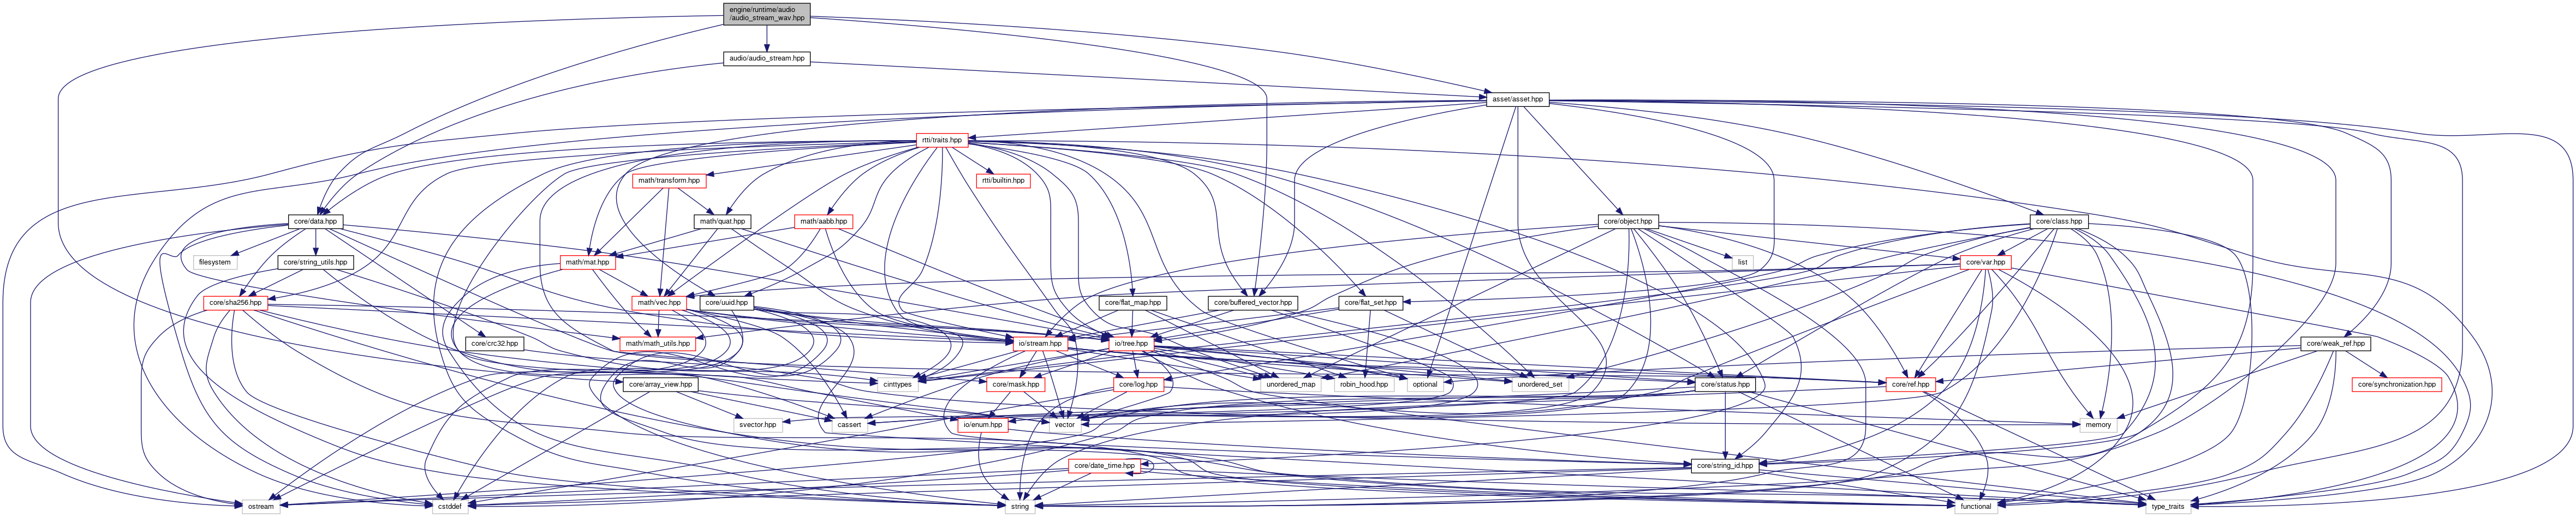 engine/runtime/audio
/audio_stream_wav.hpp
audio/audio_stream.hpp
asset/asset.hpp
rtti/traits.hpp
math/transform.hpp
rtti/builtin.hpp
core/data.hpp
math/quat.hpp
math/aabb.hpp
core/object.hpp
core/class.hpp
filesystem
core/string_utils.hpp
math/mat.hpp
list
core/var.hpp
core/sha256.hpp
math/vec.hpp
core/uuid.hpp
core/flat_map.hpp
core/buffered_vector.hpp
core/flat_set.hpp
core/crc32.hpp
math/math_utils.hpp
io/stream.hpp
io/tree.hpp
core/weak_ref.hpp
core/array_view.hpp
cinttypes
core/mask.hpp
core/log.hpp
unordered_map
robin_hood.hpp
optional
unordered_set
core/status.hpp
core/ref.hpp
core/synchronization.hpp
svector.hpp
cassert
io/enum.hpp
vector
memory
core/date_time.hpp
core/string_id.hpp
ostream
cstddef
string
functional
type_traits